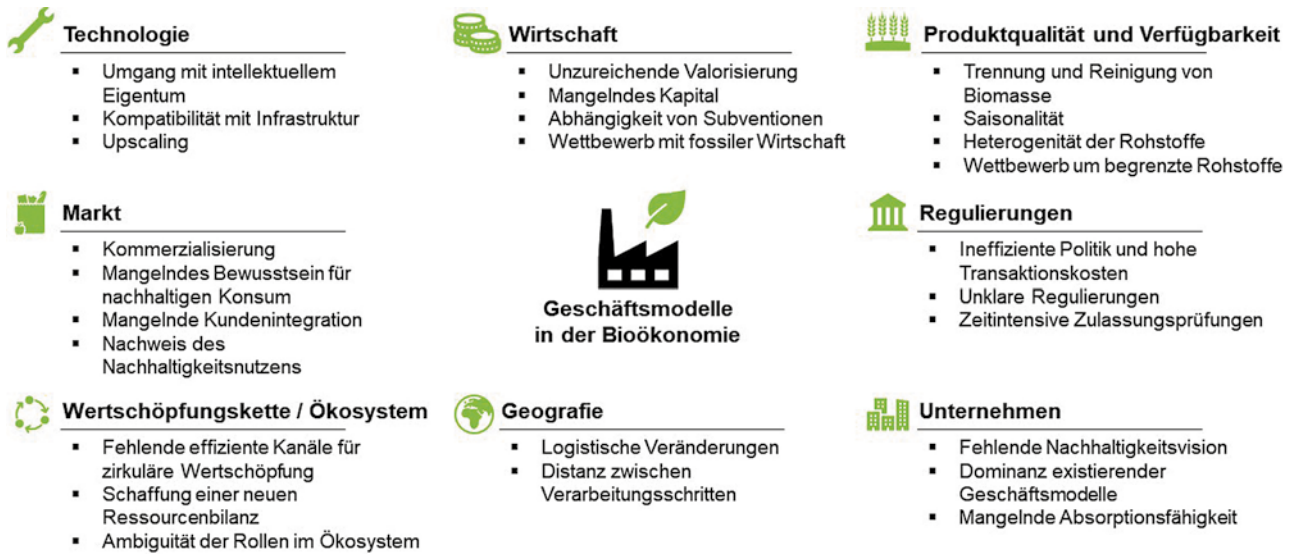 Technologie
Umgang mit intellektuellem
Eigentum
Kompatibilität mit Infrastruktur
Upscaling
Wirtschaft
Unzureichende Valorisierung
Mangelndes Kapital
Abhängigkeit von Subventionen
Wettbewerb mit fossiler Wirtschaft
Produktqualität und Verfügbarkeit
Trennung und Reinigung von
Biomasse
Saisonalität
Heterogenität der Rohstoffe
Wettbewerb um begrenzte Rohstoffe
Markt
Kommerzialisierung
Mangelndes Bewusstsein für
nachhaltigen Konsum
Mangelnde Kundenintegration
Nachweis des
Nachhaltigkeitsnutzens
Geschäftsmodelle
in der Bioökonomie
Regulierungen
Ineffiziente Politik und hohe
Transaktionskosten
Unklare Regulierungen
Zeitintensive Zulassungsprüfungen
Wertschöpfungskette / Ökosystem
Fehlende effiziente Kanäle für
zirkuläre Wertschöpfung
Schaffung einer neuen
Ressourcenbilanz
Ambiguität der Rollen im Ökosystem
Geografie
Logistische Veränderungen
Distanz zwischen
Verarbeitungsschritten
Unternehmen
Fehlende Nachhaltigkeitsvision
Dominanz existierender
Geschäftsmodelle
Mangelnde Absorptionsfähigkeit